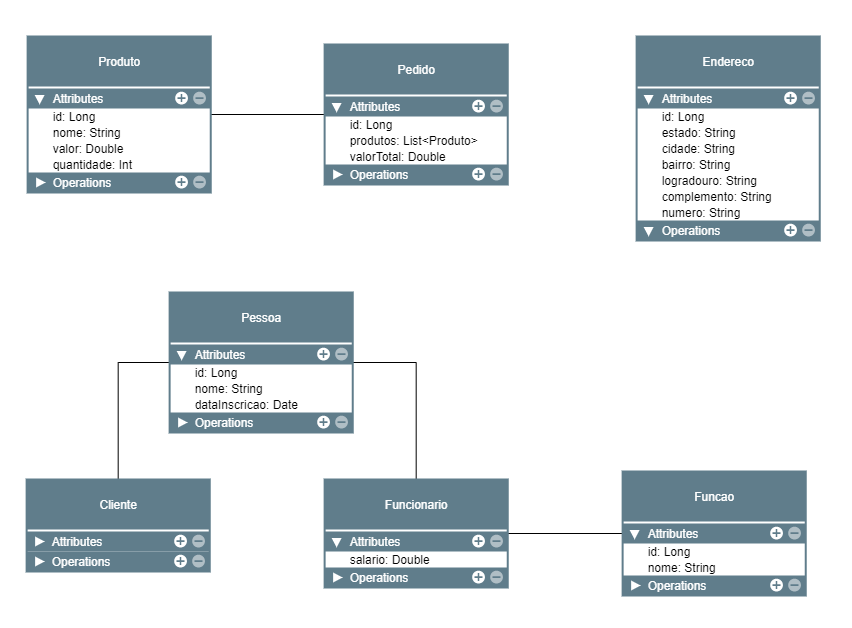 Produto
Attributes
id: Long
nome: String
valor: Double
quantidade: Int
Operations
Pedido
Attributes
id: Long
produtos: List<Produto>
valorTotal: Double
Operations
Endereco
Attributes
id: Long
estado: String
cidade: String
bairro: String
logradouro: String
complemento: String
numero: String
Operations
Pessoa
Attributes
id: Long
nome: String
dataInscricao: Date
Operations
Cliente
Attributes
Operations
Funcionario
Attributes
salario: Double
Operations
Funcao
Attributes
id: Long
nome: String
Operations